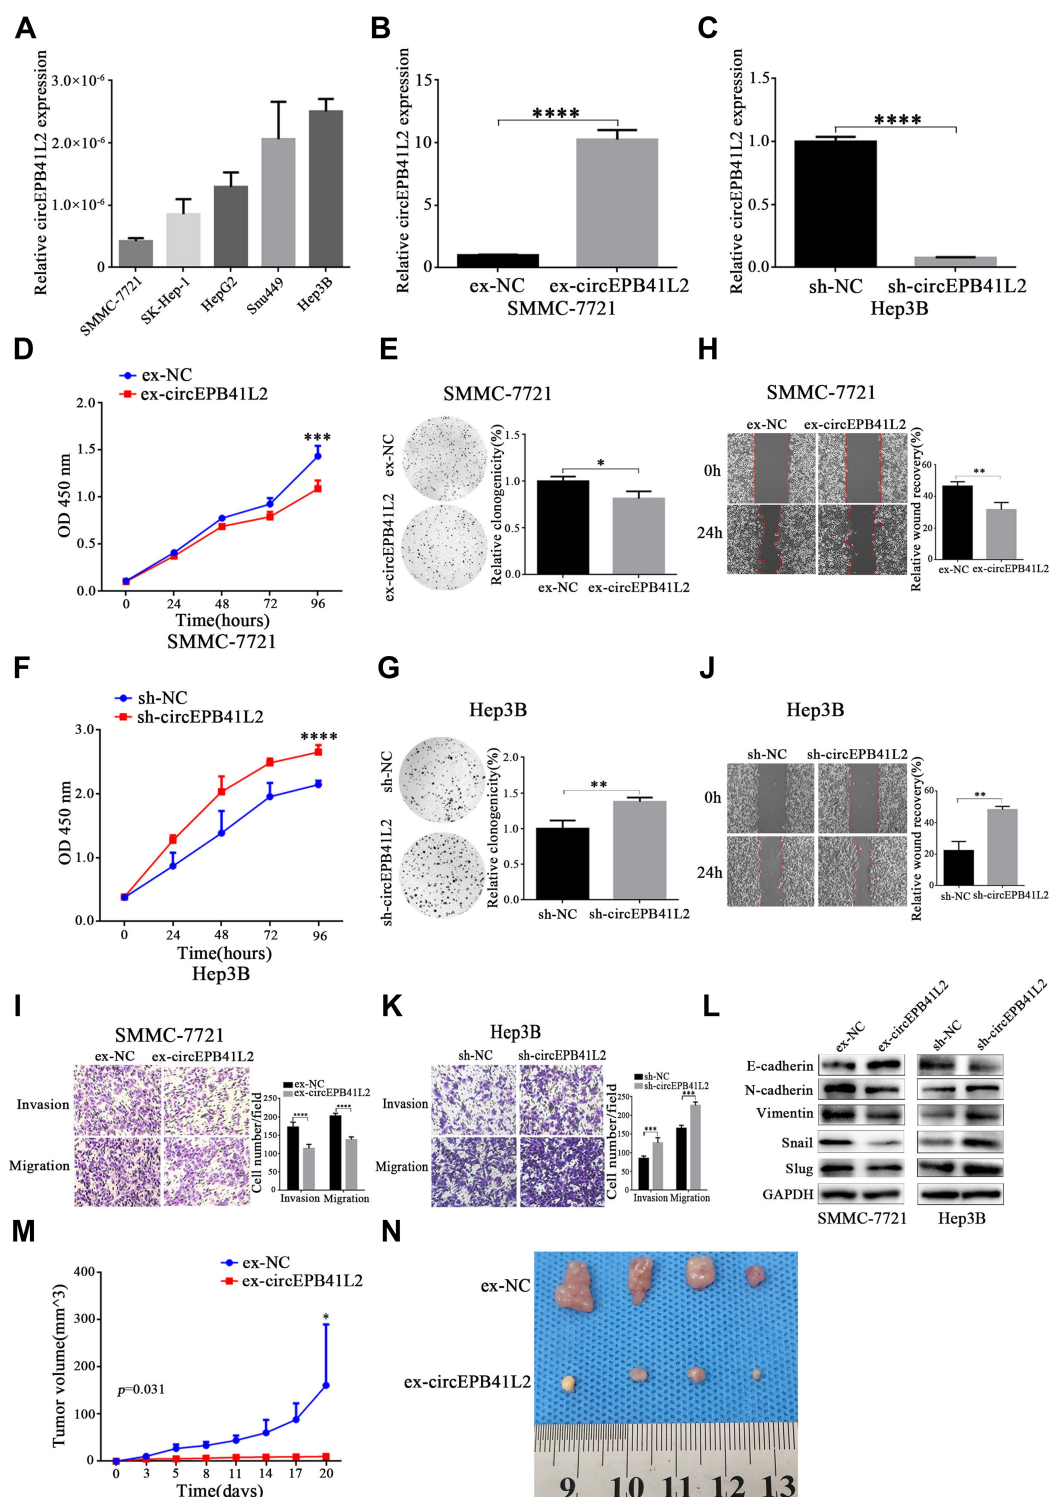 A
Relative circEPB41L2 expression
3.0×10-6
2.0×10-6
1.0×10-6
0
SMMC-7721
SK-Hep-1
HepG2
Snu449
Hep3B
B
Relative circEPB41L2 expression
15
10
5
0
****
ex-NC ex-circEPB41L2
SMMC-7721
C
Relative circEPB41L2 expression
1.5
1.0
0.5
0.0
****
sh-NC sh-circEPB41L2
Hep3B
D
ex-NC
ex-circEPB41L2
OD 450 nm
2.0
1.5
1.0
0.5
0.0
***
0 24 48 72 96
Time(hours)
SMMC-7721
E
SMMC-7721
ex-NC
ex-circEPB41L2
Relative clonogenicity(%)
1.5
1.0
0.5
0.0
*
ex-NC ex-circEPB41L2
H
SMMC-7721
ex-NC ex-circEPB41L2
0h
24h
Relative wound recovery(%)
60
40
20
0
**
ex-NC ex-circEPB41L2
F
sh-NC
sh-circEPB41L2
OD 450 nm
3.0
2.0
1.0
0.0
****
0 24 48 72 96
Time(hours)
Hep3B
G
Hep3B
sh-NC
sh-circEPB41L2
Relative clonogenicity(%)
2.0
1.5
1.0
0.5
0.0
**
sh-NC sh-circEPB41L2
J
Hep3B
sh-NC sh-circEPB41L2
0h
24h
Relative wound recovery(%)
60
40
20
0
**
sh-NC sh-circEPB41L2
I
SMMC-7721
ex-NC ex-circEPB41L2
Invasion
Migration
ex-NC
ex-circEPB41L2
Cell number/field
250
200
150
100
50
0
**** ****
Invasion Migration
K
Hep3B
sh-NC sh-circEPB41L2
Invasion
Migration
sh-NC
sh-circEPB41L2
Cell number/field
250
200
150
100
50
0
*** ***
Invasion Migration
L
ex-NC
ex-circEPB41L2
sh-NC
sh-circEPB41L2
E-cadherin
N-cadherin
Vimentin
Snail
Slug
GAPDH
SMMC-7721 Hep3B
M
ex-NC
ex-circEPB41L2
Tumor volume(mm^3)
400
300
200
100
0
*
p=0.031
0 3 5 8 11 14 17 20
Time(days)
N
ex-NC
ex-circEPB41L2
9 10 11 12 13